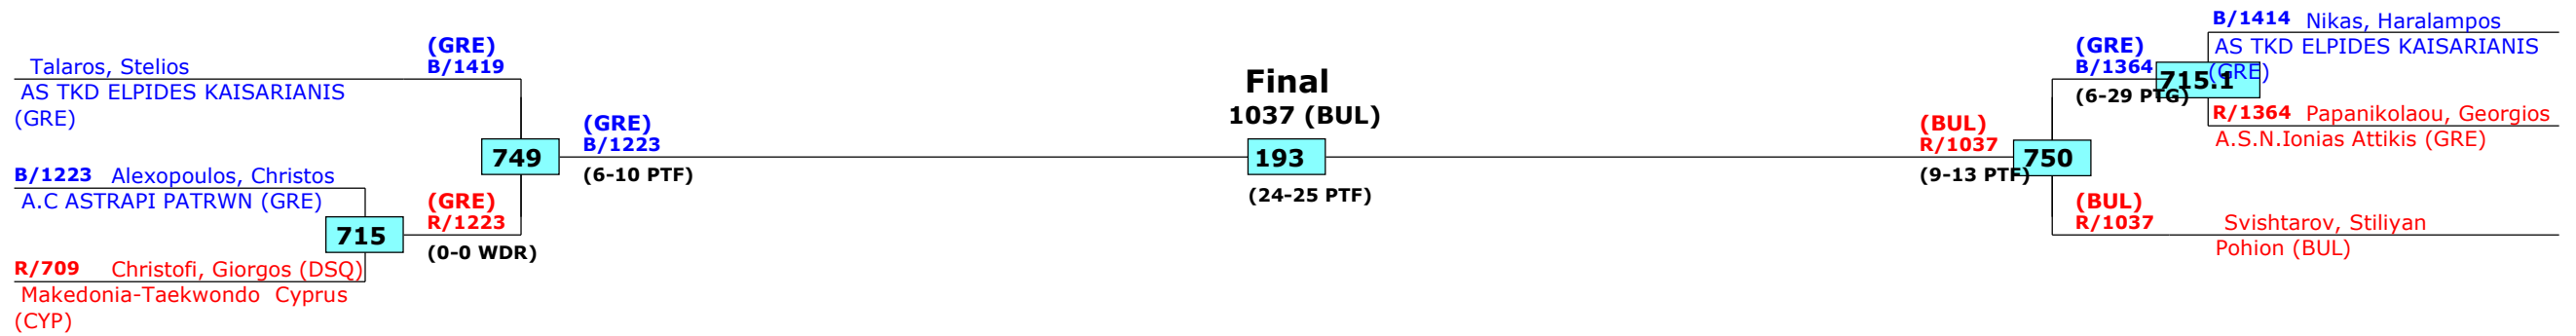 (GRE)
Talaros, Stelios B/1419
AS TKD ELPIDES KAISARIANIS
(GRE)
B/1223 Alexopoulos, Christos
A.C ASTRAPI PATRWN (GRE)
715
R/709 Christofi, Giorgos (DSQ)
Makedonia-Taekwondo Cyprus
(CYP)
(GRE)
R/1223
(0-0 WDR)
749
(GRE)
B/1223
(6-10 PTF)
Final
1037 (BUL)
193
(24-25 PTF)
(BUL)
R/1037
(9-13 PTF)
750
(GRE)
B/1364
(6-29 PTG)
715.1
B/1414 Nikas, Haralampos
AS TKD ELPIDES KAISARIANIS
(GRE)
R/1364 Papanikolaou, Georgios
A.S.N.Ionias Attikis (GRE)
(BUL)
R/1037 Svishtarov, Stiliyan
Pohion (BUL)